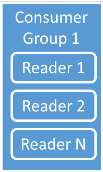 Consumer
Group 1
Reader 1
Reader 2
Reader N